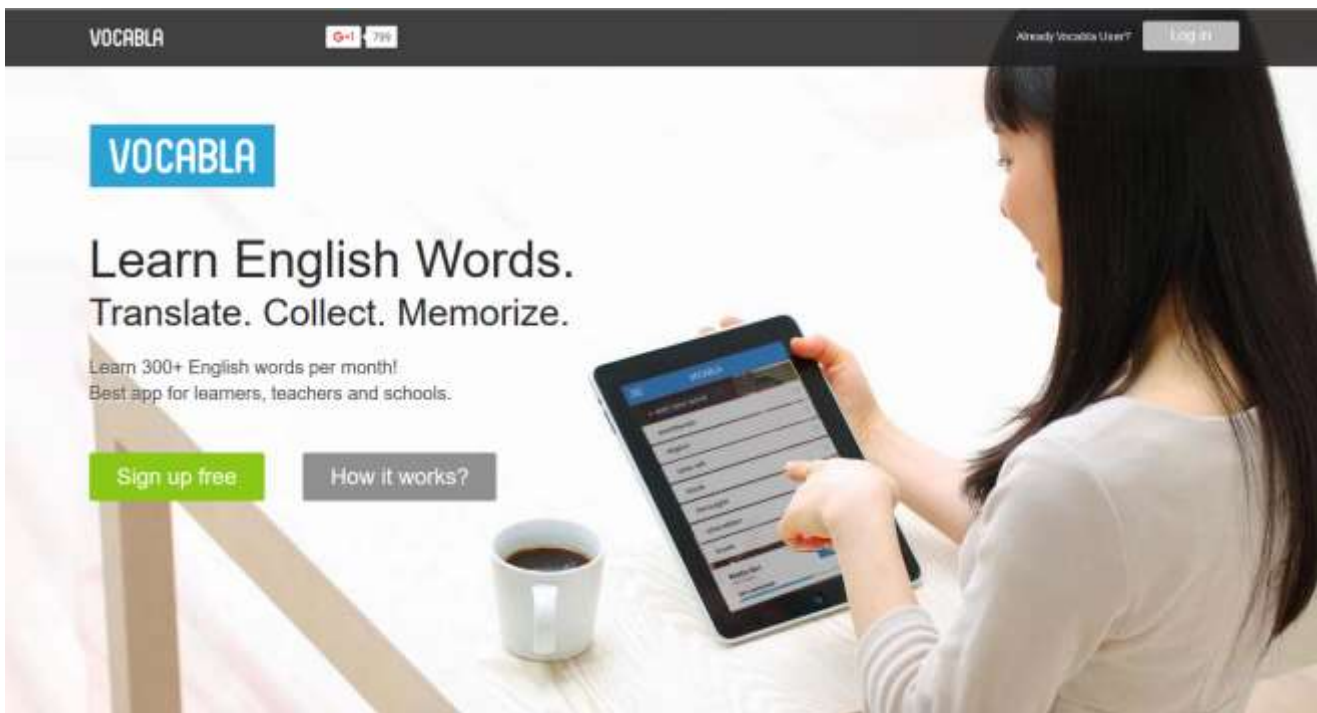 VOCABLA
G+1 799
Already Vocabla User?
Log in
VOCABLA
Learn English Words.
Translate. Collect. Memorize.
Learn 300+ English words per month!
Best app for learners, teachers and schools.
Sign up free
How it works?
VOCABLA